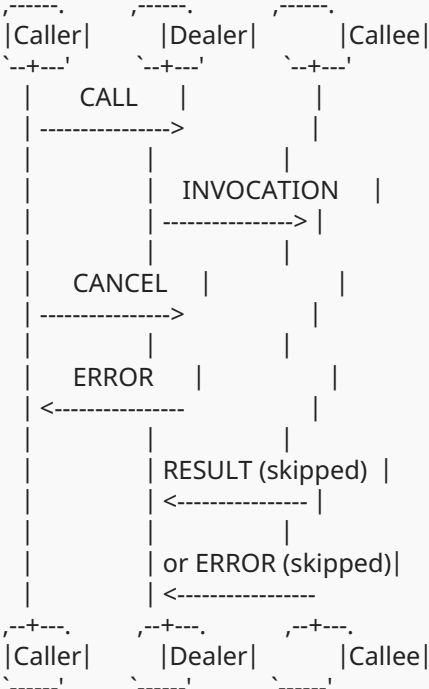 ,------.          ,------.          ,------.
|Caller|          |Dealer|          |Callee|
`--+---'          `--+---'          `--+---'
   |       CALL       |                  |
   | ---------------->                   |
   |                 |                  |
   |                 |    INVOCATION     |
   |                 | ----------------> |
   |                 |                  |
   |      CANCEL     |                  |
   | ---------------->                   |
   |                 |                  |
   |      ERROR      |                  |
   | <----------------                   |
   |                 |                  |
   |                 | RESULT (skipped)  |
   |                 | <---------------- |
   |                 |                  |
   |                 | or ERROR (skipped)|
   |                 | <-----------------
,--+---.          ,--+---.          ,--+---.
|Caller|          |Dealer|          |Callee|
`------'          `------'          `------'